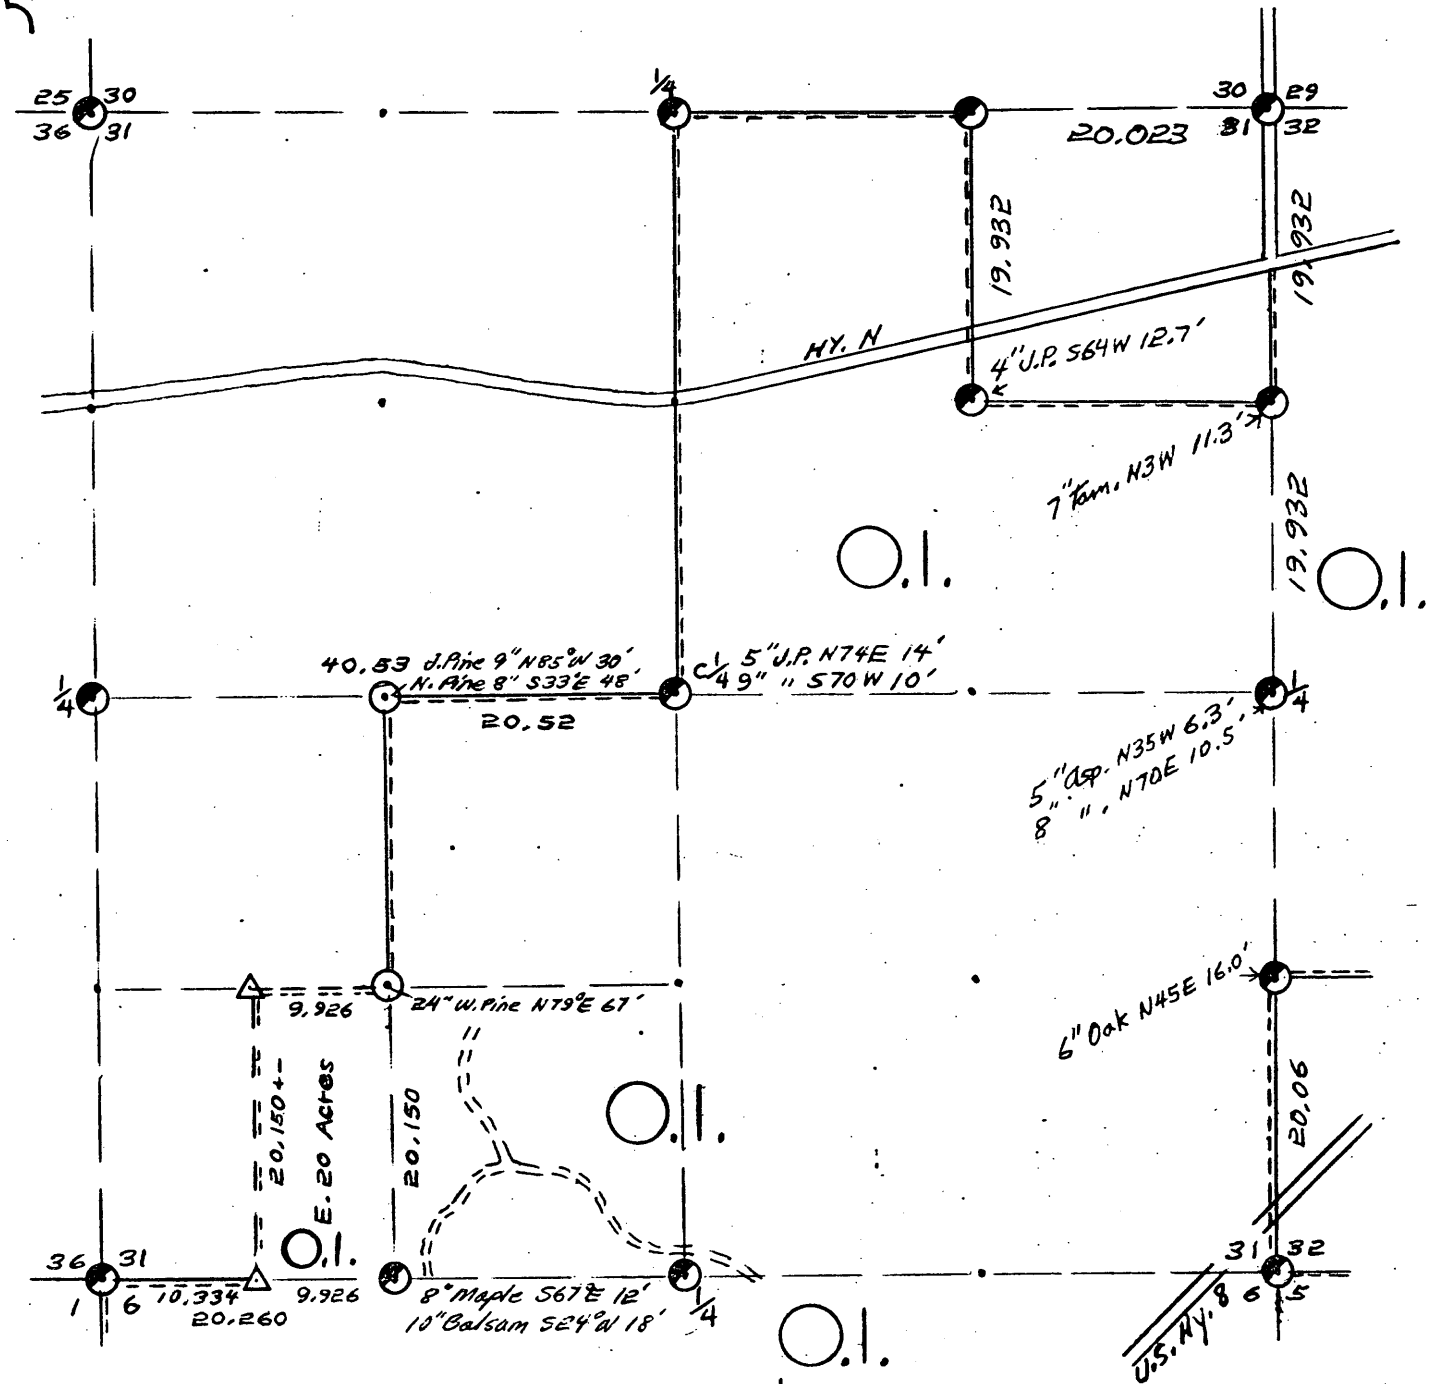 1/4
25 30
36 31
30 29
31 32
20.023
19.932
19.932
HY. N
4" J.P. S64W 12.7'
7" Tam. N3W 11.3'
19.932
O.I.
O.I.
40.53 J.Pine 9" N85°W 30'
N. Pine 8" S33°E 48'
C 1/4 5" J.P. N74E 14'
9" " S70W 10'
1/4
20.52
1/4
5" Asp. N35W 6.3'
8" " . N70E 10.5'
9.926
24" W.Pine N79°E 67'
6" Oak N45E 16.0'
20.150+-
E. 20 Acres
20.150
O.I.
20.06
O.I.
36 31
1 6
10.334
20.260
9.926
8" Maple S67°E 12'
10" Balsam S24°W 18'
1/4
O.I.
31 32
6 5
U.S. Hy. 8